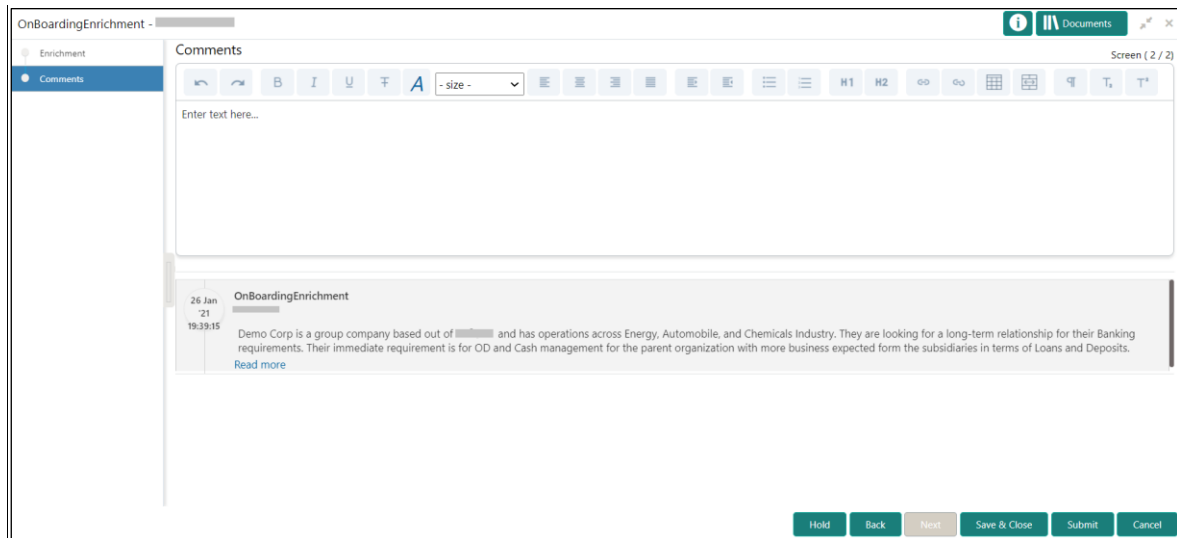 OnBoardingEnrichment -
i Documents
Enrichment
Comments
Comments
Screen ( 2 / 2)
B I U T A - size - H1 H2 ¶ Tₓ Tˣ
Enter text here...
26 Jan '21 19:39:15
OnBoardingEnrichment
Demo Corp is a group company based out of and has operations across Energy, Automobile, and Chemicals Industry. They are looking for a long-term relationship for their Banking
requirements. Their immediate requirement is for OD and Cash management for the parent organization with more business expected form the subsidiaries in terms of Loans and Deposits.
Read more
Hold Back Next Save & Close Submit Cancel